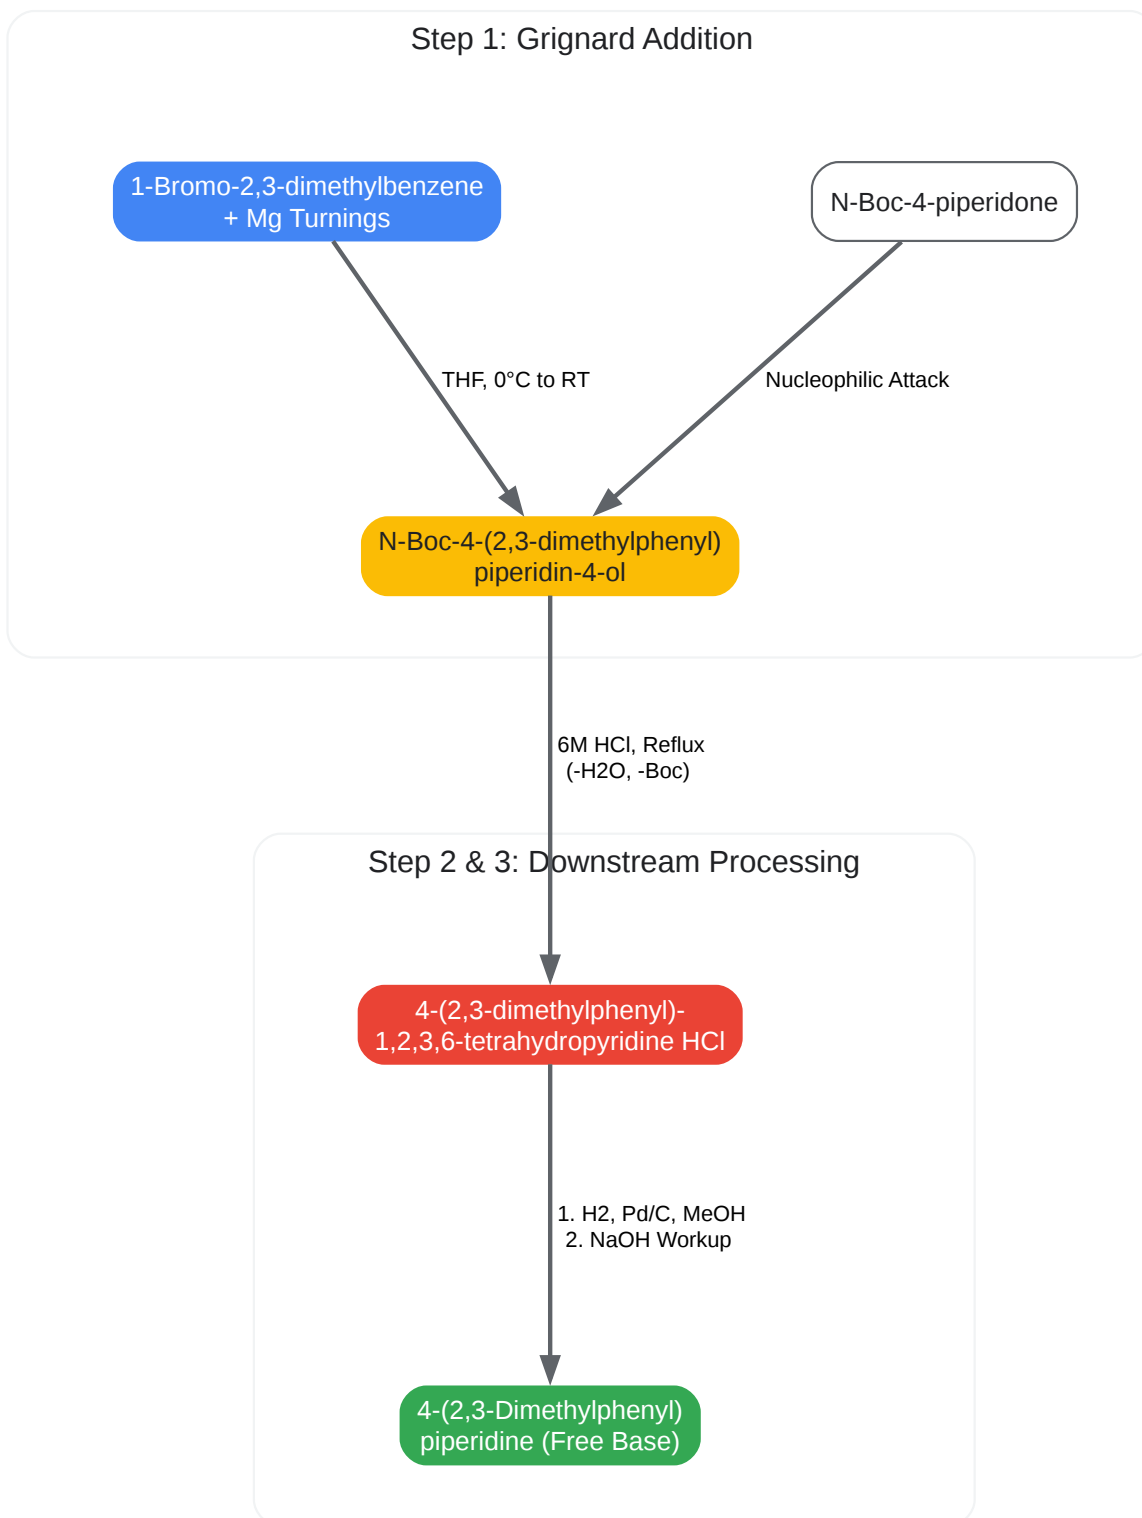 Step 1: Grignard Addition
1-Bromo-2,3-dimethylbenzene
+ Mg Turnings
N-Boc-4-piperidone
THF, 0°C to RT
Nucleophilic Attack
N-Boc-4-(2,3-dimethylphenyl)
piperidin-4-ol
6M HCl, Reflux
(-H2O, -Boc)
Step 2 & 3: Downstream Processing
4-(2,3-dimethylphenyl)-
1,2,3,6-tetrahydropyridine HCl
1. H2, Pd/C, MeOH
2. NaOH Workup
4-(2,3-Dimethylphenyl)
piperidine (Free Base)